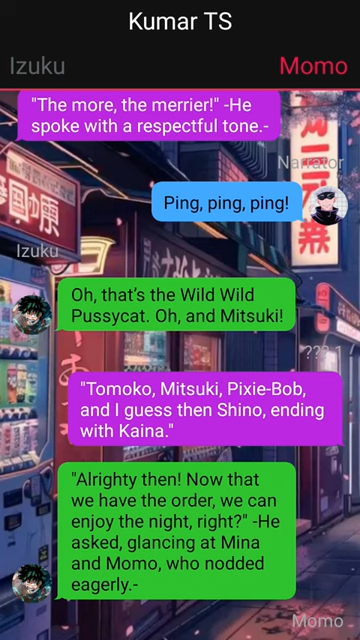 Kumar TS
Izuku
Momo
"The more, the merrier!" -He
spoke with a respectful tone.-
Narrator
Ping, ping, ping!
Izuku
Oh, that’s the Wild Wild
Pussycat. Oh, and Mitsuki!
???1
"Tomoko, Mitsuki, Pixie-Bob,
and I guess then Shino, ending
with Kaina."
"Alrighty then! Now that
we have the order, we can
enjoy the night, right?" -He
asked, glancing at Mina
and Momo, who nodded
eagerly.-
Momo